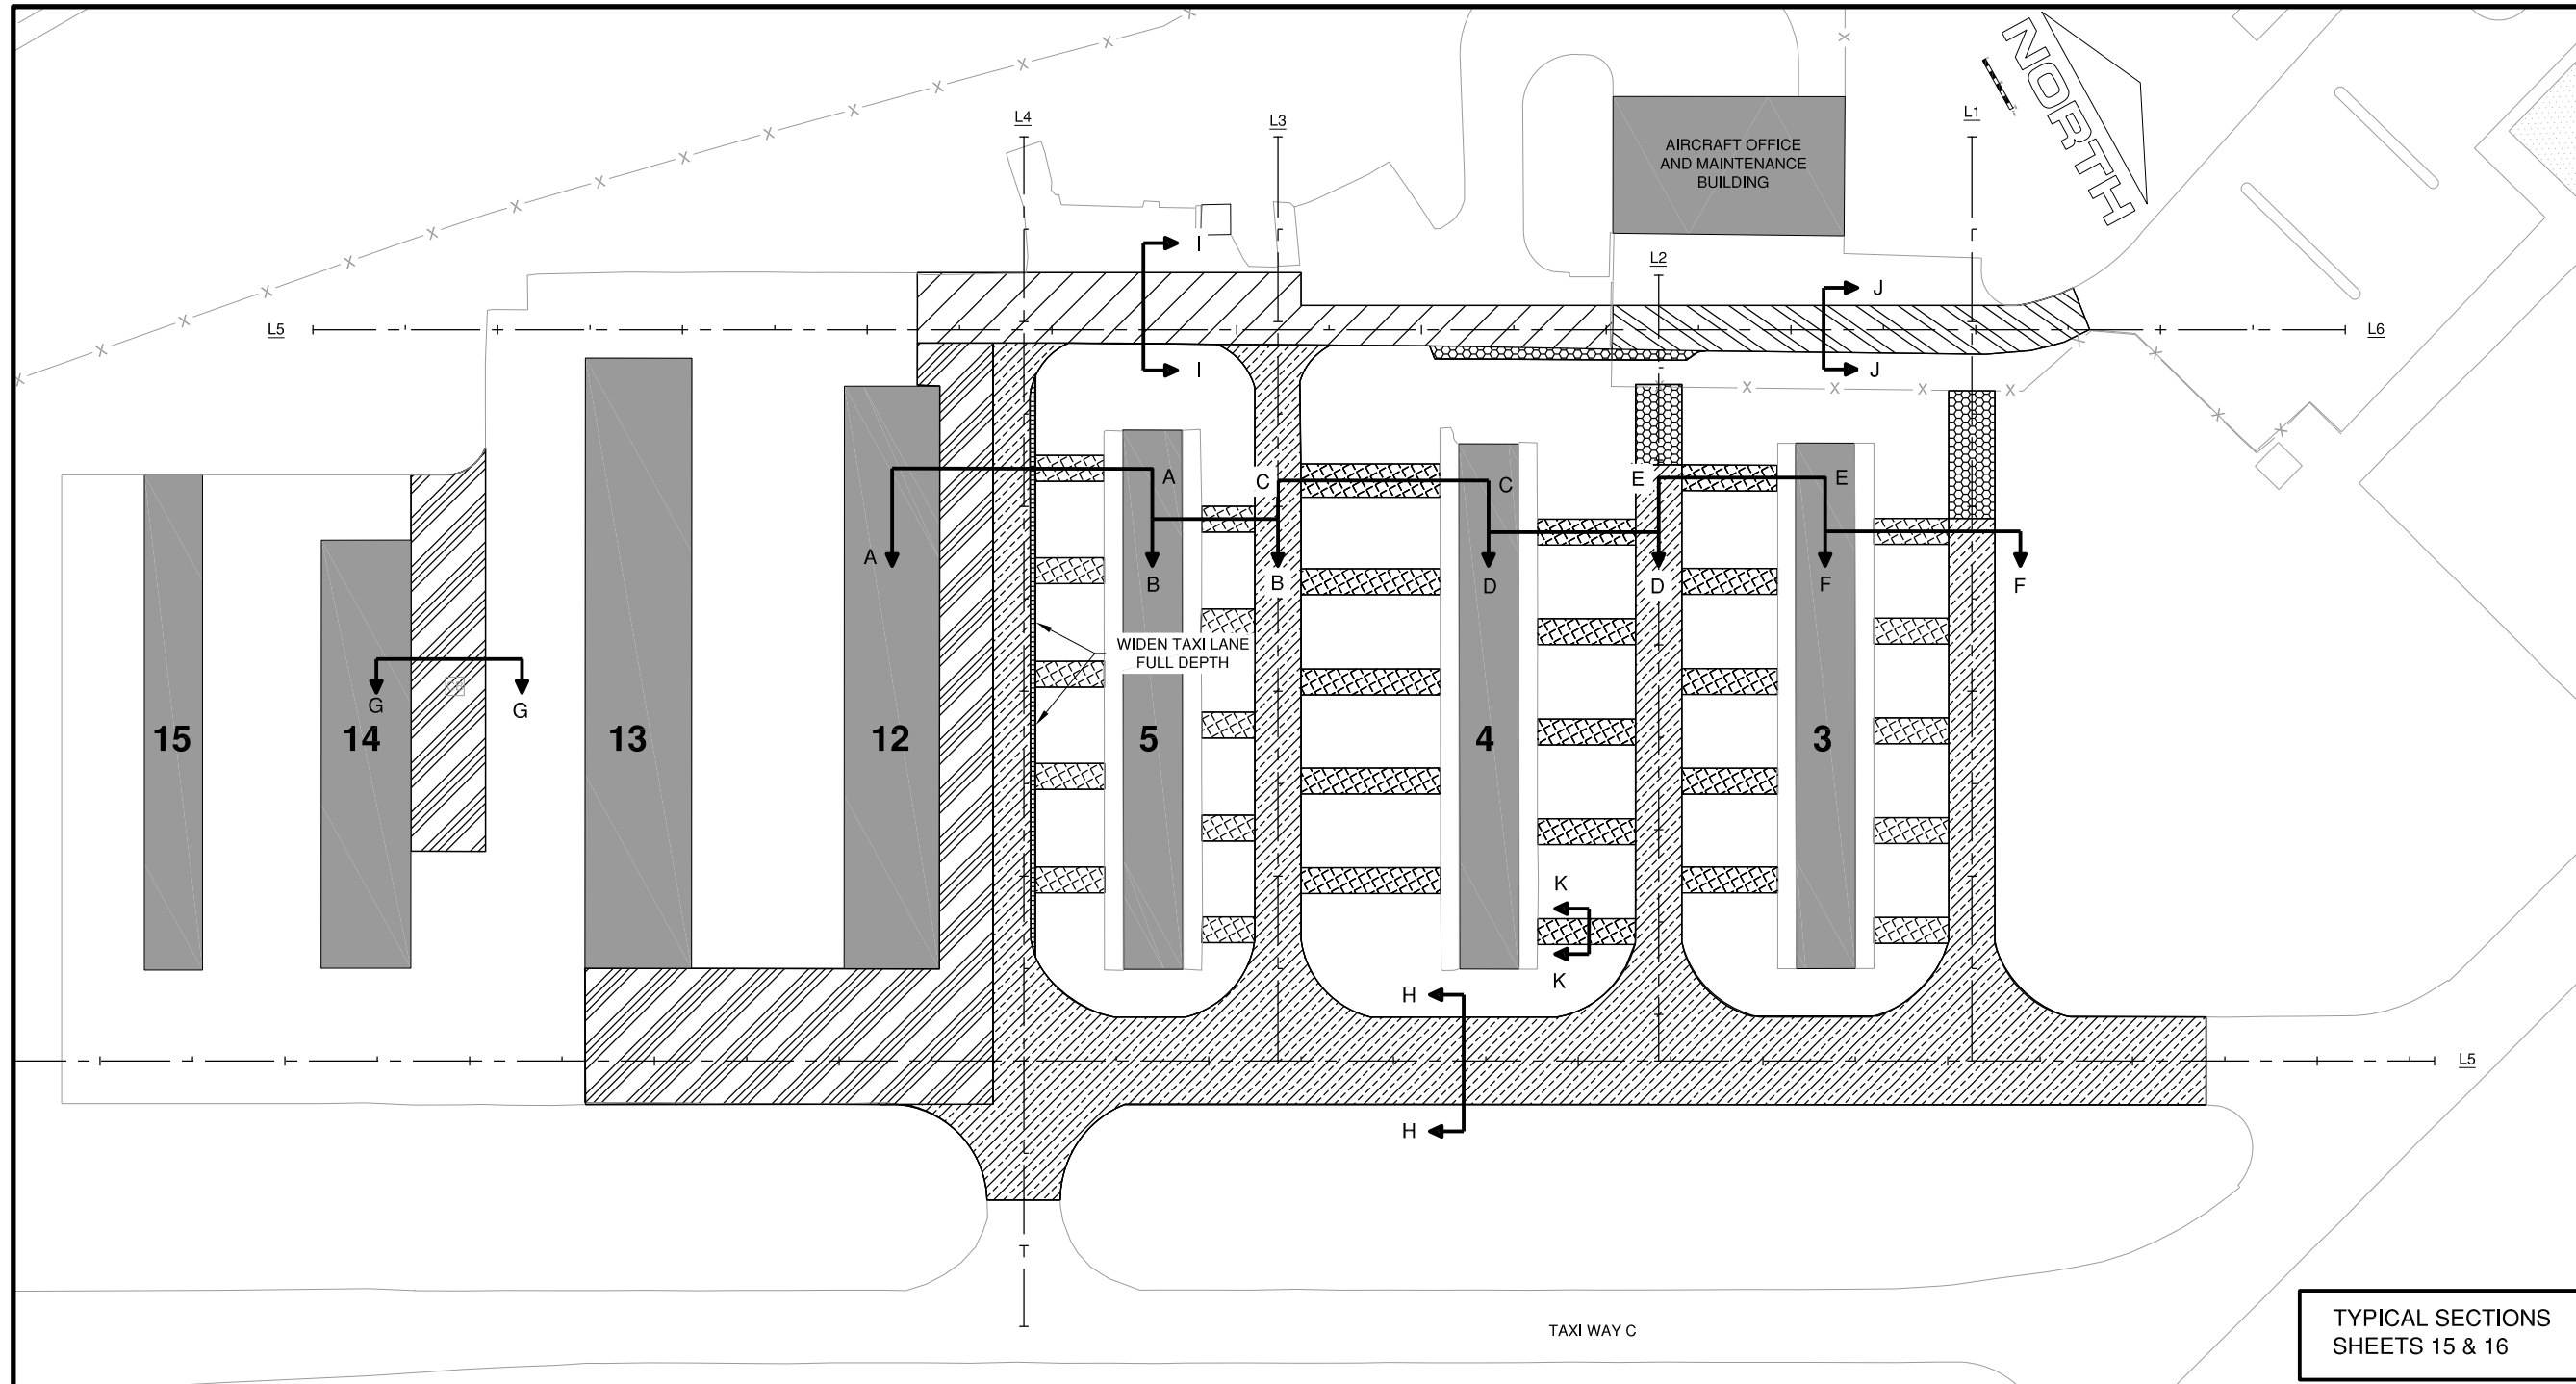 NORTH
L4
L3
L1
AIRCRAFT OFFICE
AND MAINTENANCE
BUILDING
I
L2
J
L5
L6
I
J
A
C
C
E
E
A
B
B
D
D
F
F
WIDEN TAXI LANE
FULL DEPTH
G
G
15
14
13
12
5
4
3
K
K
H
L5
H
TAXI WAY C
TYPICAL SECTIONS
SHEETS 15 & 16